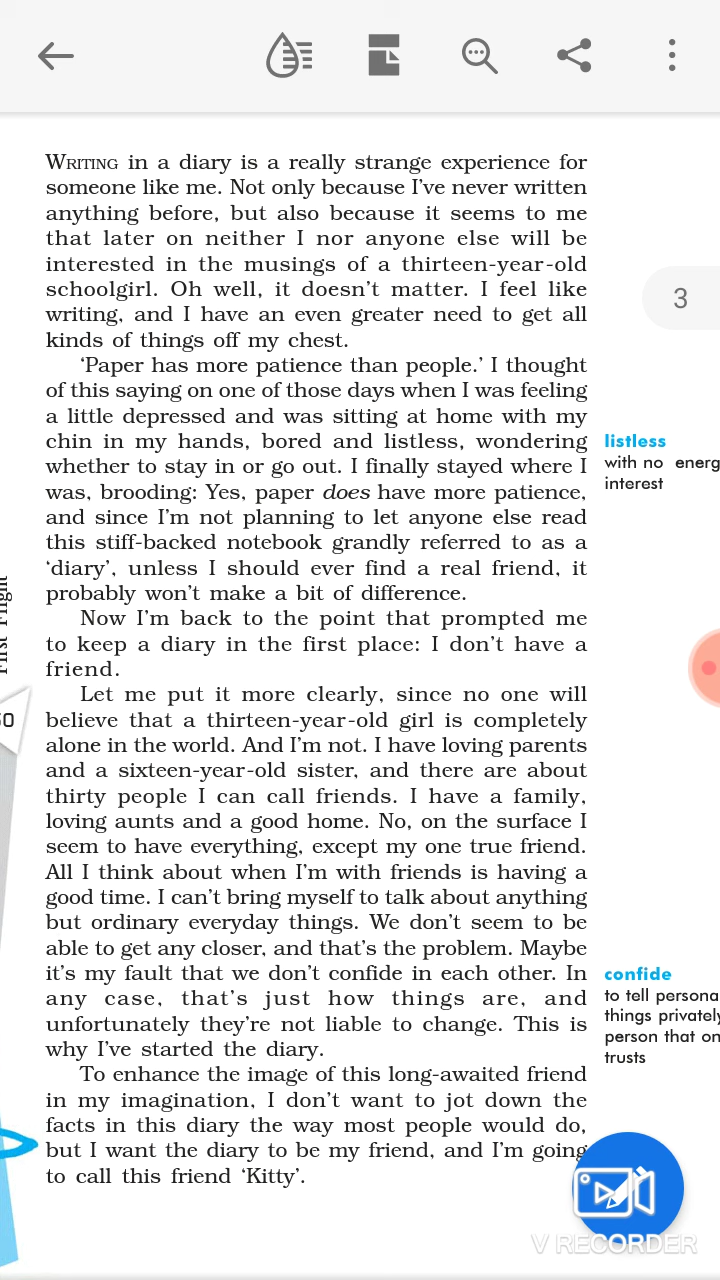 WRITING in a diary is a really strange experience for
someone like me. Not only because I've never written
anything before, but also because it seems to me
that later on neither I nor anyone else will be
interested in the musings of a thirteen-year-old
schoolgirl. Oh well, it doesn't matter. I feel like
writing, and I have an even greater need to get all
kinds of things off my chest.
‘Paper has more patience than people.’ I thought
of this saying on one of those days when I was feeling
a little depressed and was sitting at home with my
chin in my hands, bored and listless, wondering
whether to stay in or go out. I finally stayed where I
was, brooding: Yes, paper does have more patience,
and since I'm not planning to let anyone else read
this stiff-backed notebook grandly referred to as a
‘diary’, unless I should ever find a real friend, it
probably won't make a bit of difference.
Now I'm back to the point that prompted me
to keep a diary in the first place: I don't have a
friend.
Let me put it more clearly, since no one will
believe that a thirteen-year-old girl is completely
alone in the world. And I'm not. I have loving parents
and a sixteen-year-old sister, and there are about
thirty people I can call friends. I have a family,
loving aunts and a good home. No, on the surface I
seem to have everything, except my one true friend.
All I think about when I'm with friends is having a
good time. I can't bring myself to talk about anything
but ordinary everyday things. We don't seem to be
able to get any closer, and that's the problem. Maybe
it's my fault that we don't confide in each other. In
any case, that's just how things are, and
unfortunately they're not liable to change. This is
why I've started the diary.
To enhance the image of this long-awaited friend
in my imagination, I don't want to jot down the
facts in this diary the way most people would do,
but I want the diary to be my friend, and I'm going
to call this friend ‘Kitty’.
3
listless
with no energ
interest
confide
to tell persona
things privately
person that on
trusts
First Flight
50
V RECORDER